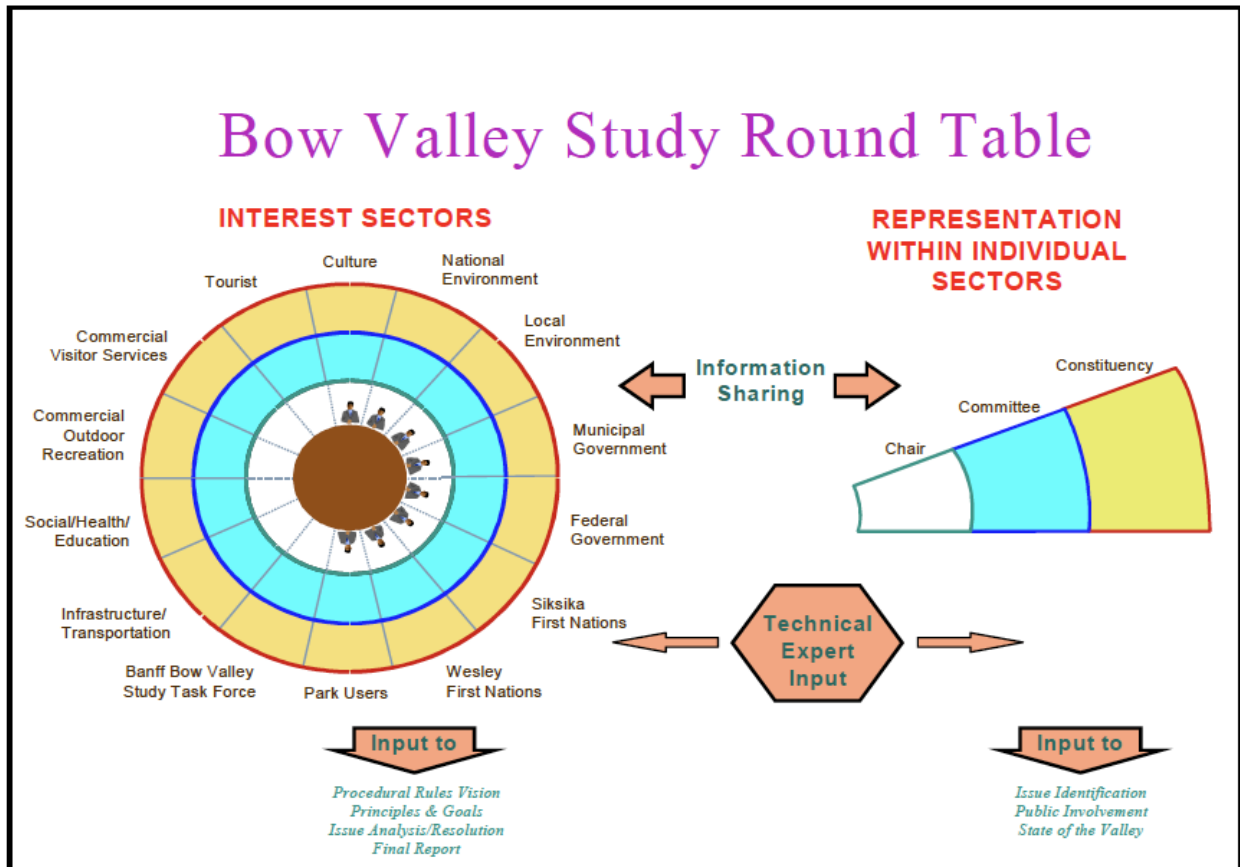 Bow Valley Study Round Table
INTEREST SECTORS
Culture
National
Environment
Local
Environment
Municipal
Government
Federal
Government
Siksika
First Nations
Wesley
First Nations
Park Users
Banff Bow Valley
Study Task Force
Infrastructure/
Transportation
Social/Health/
Education
Commercial
Outdoor
Recreation
Commercial
Visitor Services
Tourist
Information
Sharing
REPRESENTATION
WITHIN INDIVIDUAL
SECTORS
Constituency
Committee
Chair
Technical
Expert
Input
Input to
Procedural Rules Vision
Principles & Goals
Issue Analysis/Resolution
Final Report
Input to
Issue Identification
Public Involvement
State of the Valley